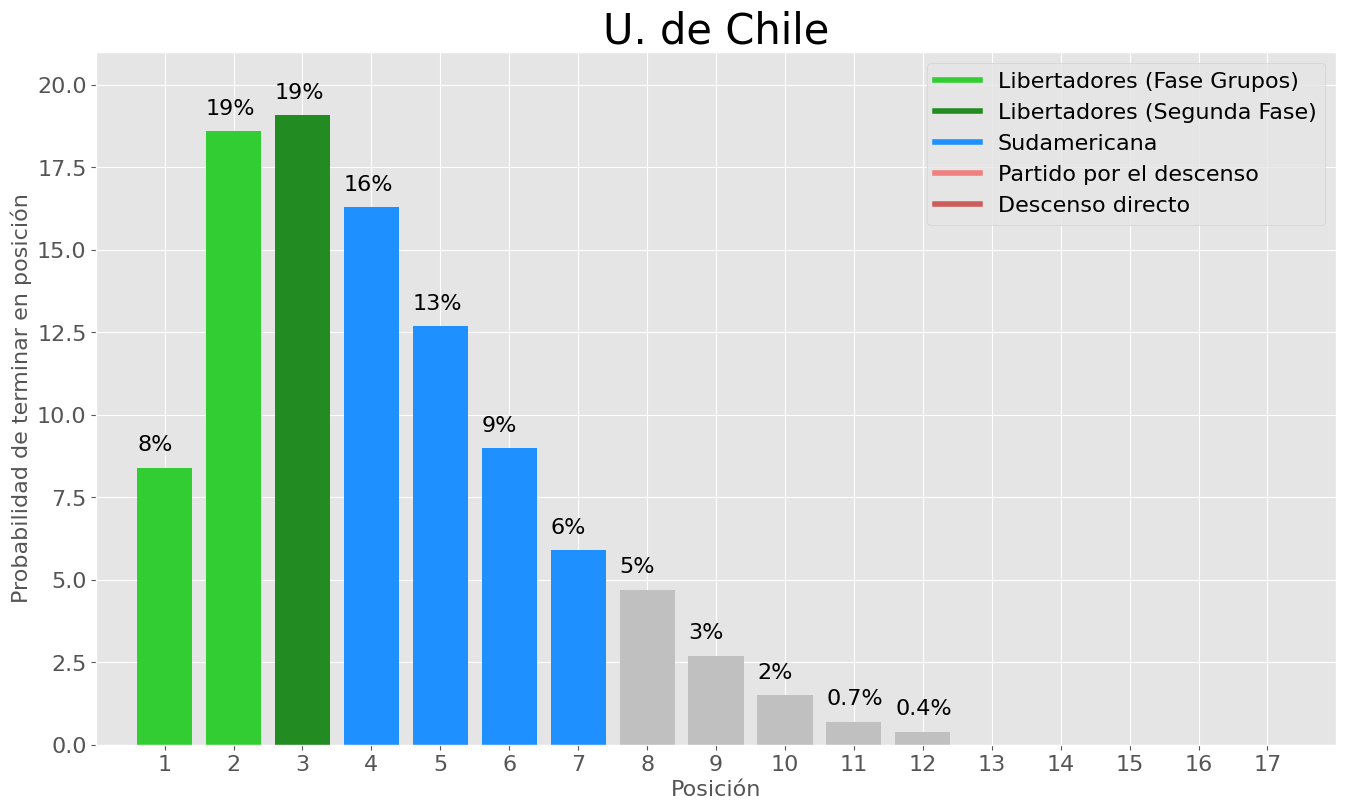 U. de Chile
Libertadores (Fase Grupos)
Libertadores (Segunda Fase)
Sudamericana
Partido por el descenso
Descenso directo
Probabilidad de terminar en posición
20.0
17.5
15.0
12.5
10.0
7.5
5.0
2.5
0.0
8%
19%
19%
16%
13%
9%
6%
5%
3%
2%
0.7%
0.4%
1 2 3 4 5 6 7 8 9 10 11 12 13 14 15 16 17
Posición